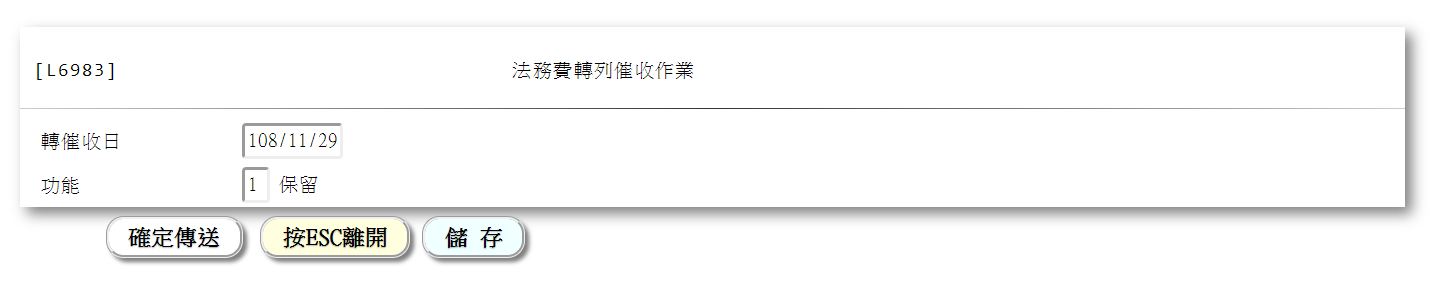 [L6983] 法務費轉列催收作業
轉催收日 108/11/29
功能 1 保留
確定傳送 按ESC離開 儲 存